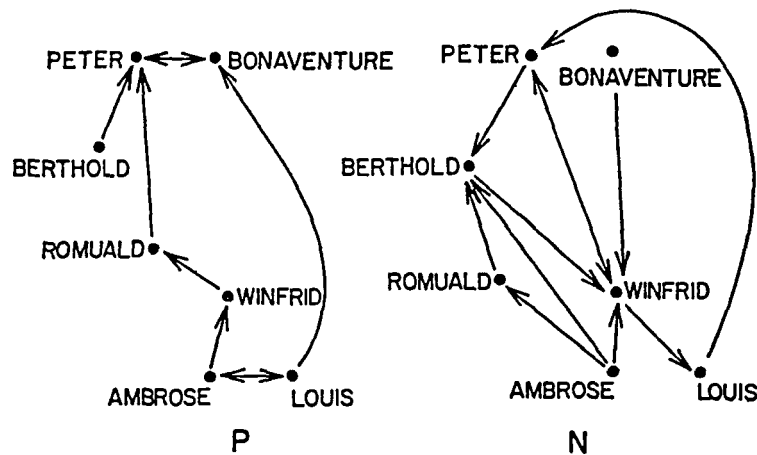 PETER
BONAVENTURE
BERTHOLD
ROMUALD
WINFRID
AMBROSE
LOUIS
P
PETER
BONAVENTURE
BERTHOLD
ROMUALD
WINFRID
AMBROSE
LOUIS
N